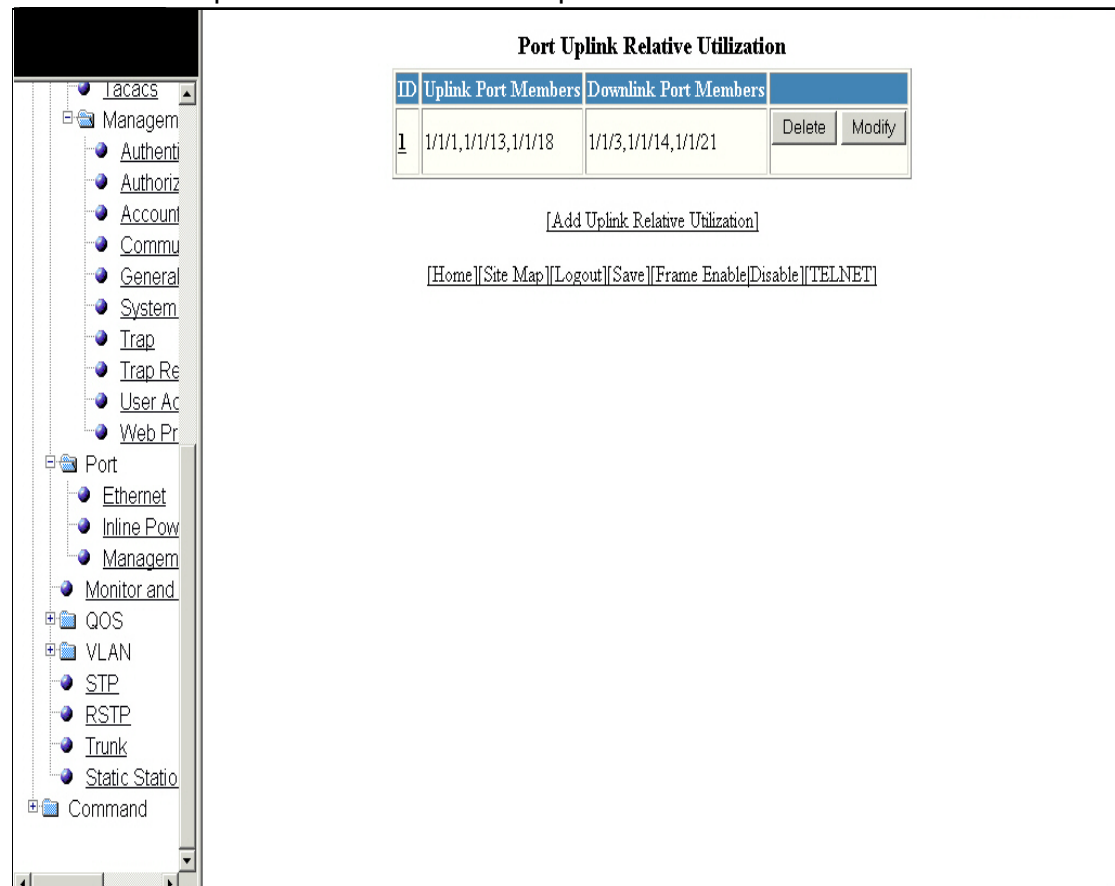 Port Uplink Relative Utilization
ID Uplink Port Members Downlink Port Members
1 1/1/1,1/1/13,1/1/18 1/1/3,1/1/14,1/1/21 Delete Modify
[Add Uplink Relative Utilization]
[Home][Site Map][Logout][Save][Frame Enable|Disable][TELNET]
Tacacs
Managem
Authenti
Authoriz
Account
Commu
General
System
Trap
Trap Re
User Ac
Web Pr
Port
Ethernet
Inline Pow
Managem
Monitor and
QOS
VLAN
STP
RSTP
Trunk
Static Statio
Command